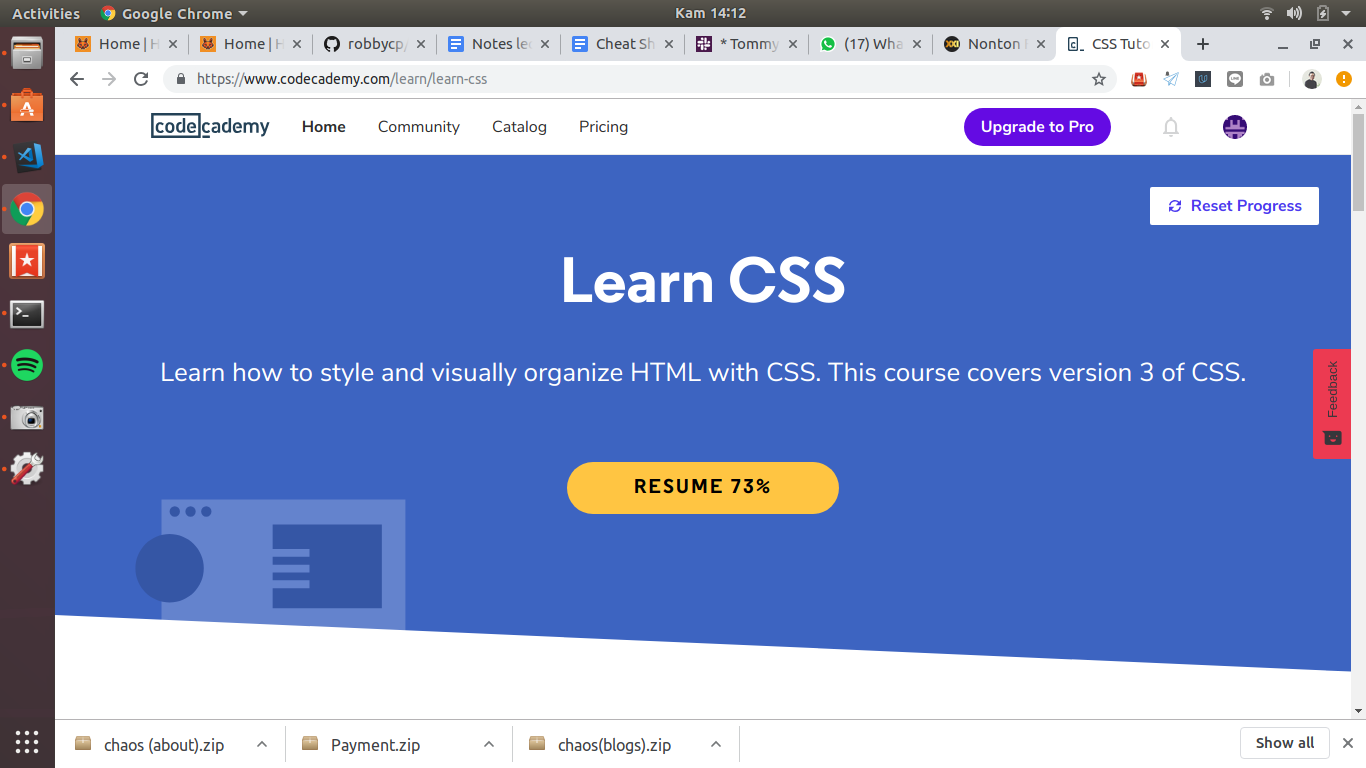 Activities
Google Chrome
Kam 14:12
Home | H
Home | H
robbycp/
Notes le
Cheat Sh
* Tommy
(17) Wha
Nonton
CSS Tuto
https://www.codecademy.com/learn/learn-css
codecademy
Home
Community
Catalog
Pricing
Upgrade to Pro
Reset Progress
Learn CSS
Learn how to style and visually organize HTML with CSS. This course covers version 3 of CSS.
Feedback
RESUME 73%
chaos (about).zip
Payment.zip
chaos(blogs).zip
Show all